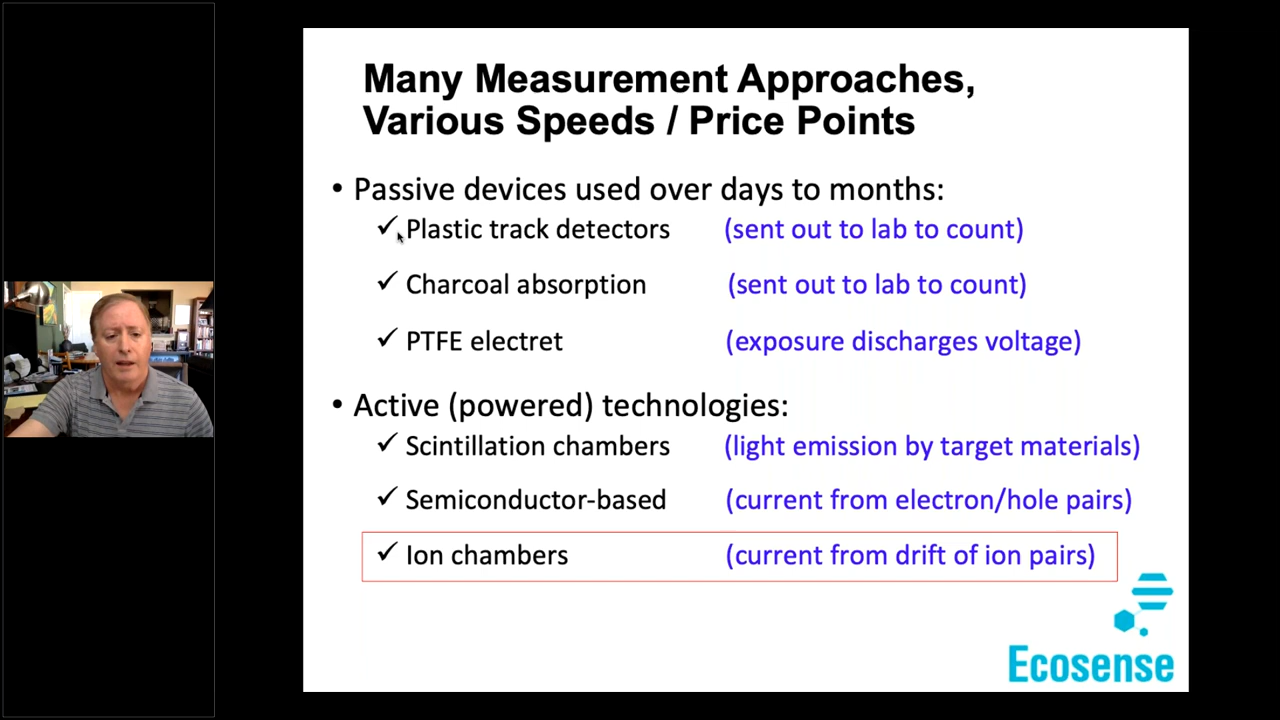 Many Measurement Approaches,
Various Speeds / Price Points
• Passive devices used over days to months:
✓ Plastic track detectors (sent out to lab to count)
✓ Charcoal absorption (sent out to lab to count)
✓ PTFE electret (exposure discharges voltage)
• Active (powered) technologies:
✓ Scintillation chambers (light emission by target materials)
✓ Semiconductor-based (current from electron/hole pairs)
✓ Ion chambers (current from drift of ion pairs)
Ecosense